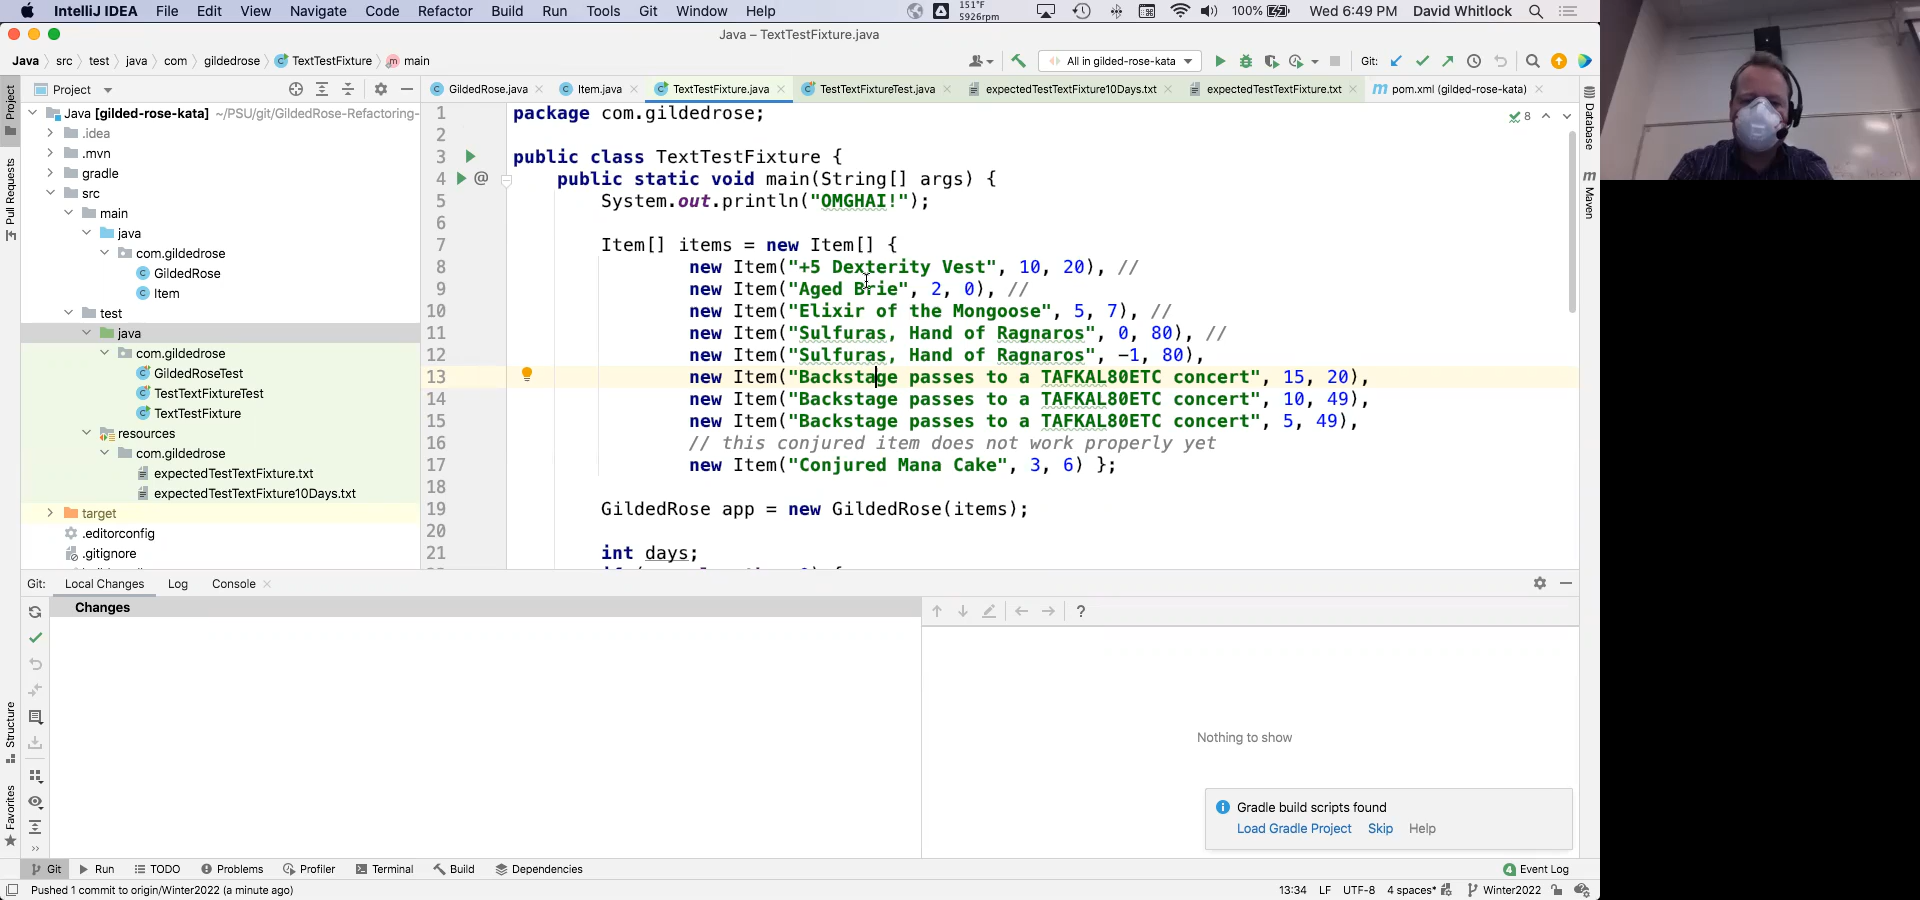 IntelliJ IDEA File Edit View Navigate Code Refactor Build Run Tools Git Window Help 151°F 5926rpm 100% Wed 6:49 PM David Whitlock
Java – TextTestFixture.java
Java src test java com gildedrose TextTestFixture main All in gilded-rose-kata Git:
Project
GildedRose.java Item.java TextTestFixture.java TestTextFixtureTest.java expectedTestTextFixture10Days.txt expectedTestTextFixture.txt pom.xml (gilded-rose-kata)
Java [gilded-rose-kata] ~/PSU/git/GildedRose-Refactoring-
.idea
.mvn
gradle
src
main
java
com.gildedrose
GildedRose
Item
test
java
com.gildedrose
GildedRoseTest
TestTextFixtureTest
TextTestFixture
resources
com.gildedrose
expectedTestTextFixture.txt
expectedTestTextFixture10Days.txt
target
.editorconfig
.gitignore
1 package com.gildedrose;
2
3 public class TextTestFixture {
4 @ public static void main(String[] args) {
5 System.out.println("OMGHAI!");
6
7 Item[] items = new Item[] {
8 new Item("+5 Dexterity Vest", 10, 20), //
9 new Item("Aged Brie", 2, 0), //
10 new Item("Elixir of the Mongoose", 5, 7), //
11 new Item("Sulfuras, Hand of Ragnaros", 0, 80), //
12 new Item("Sulfuras, Hand of Ragnaros", -1, 80),
13 new Item("Backstage passes to a TAFKAL80ETC concert", 15, 20),
14 new Item("Backstage passes to a TAFKAL80ETC concert", 10, 49),
15 new Item("Backstage passes to a TAFKAL80ETC concert", 5, 49),
16 // this conjured item does not work properly yet
17 new Item("Conjured Mana Cake", 3, 6) };
18
19 GildedRose app = new GildedRose(items);
20
21 int days;
8
Project
Pull Requests
Structure
Favorites
Database
m Maven
Git: Local Changes Log Console
Changes
?
Nothing to show
Gradle build scripts found
Load Gradle Project Skip Help
Git Run TODO Problems Profiler Terminal Build Dependencies 4 Event Log
Pushed 1 commit to origin/Winter2022 (a minute ago) 13:34 LF UTF-8 4 spaces* Winter2022